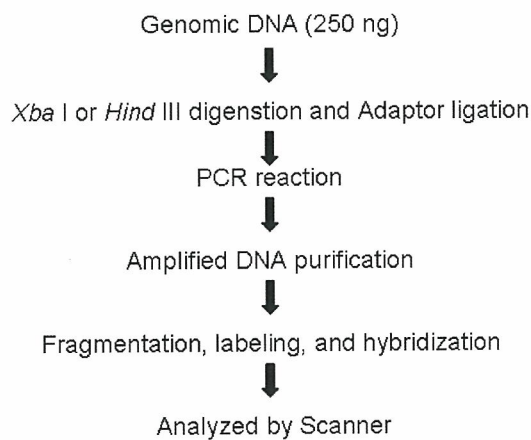 Genomic DNA (250 ng)
Xba I or Hind III digenstion and Adaptor ligation
PCR reaction
Amplified DNA purification
Fragmentation, labeling, and hybridization
Analyzed by Scanner